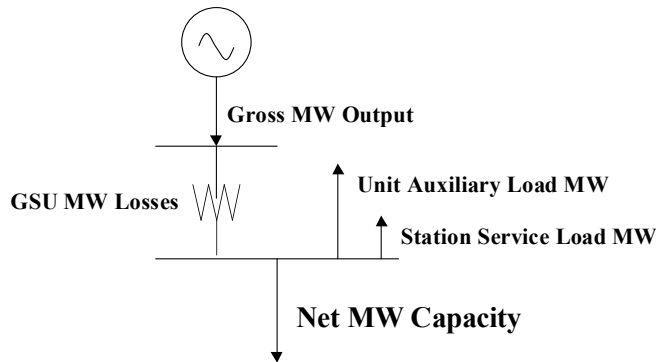 Gross MW Output
Unit Auxiliary Load MW
GSU MW Losses
Station Service Load MW
Net MW Capacity